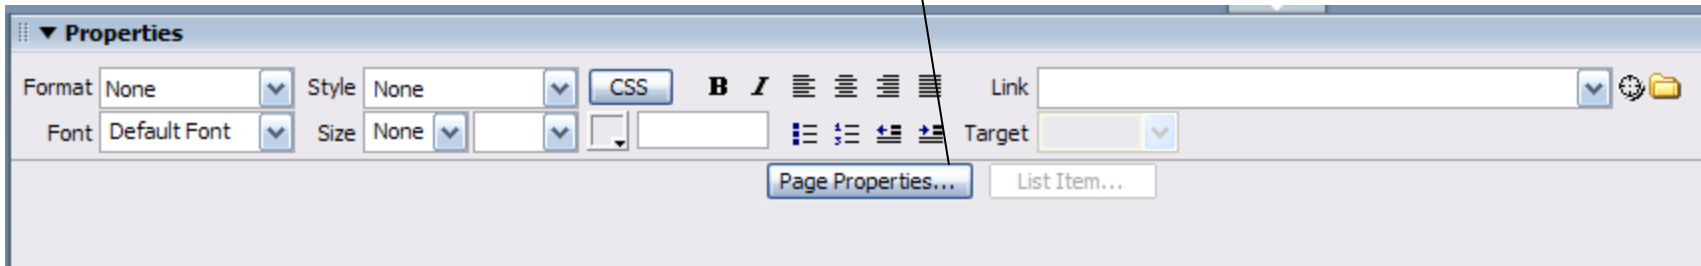 Properties
Format None Style None CSS B I Link
Font Default Font Size None Target
Page Properties... List Item...